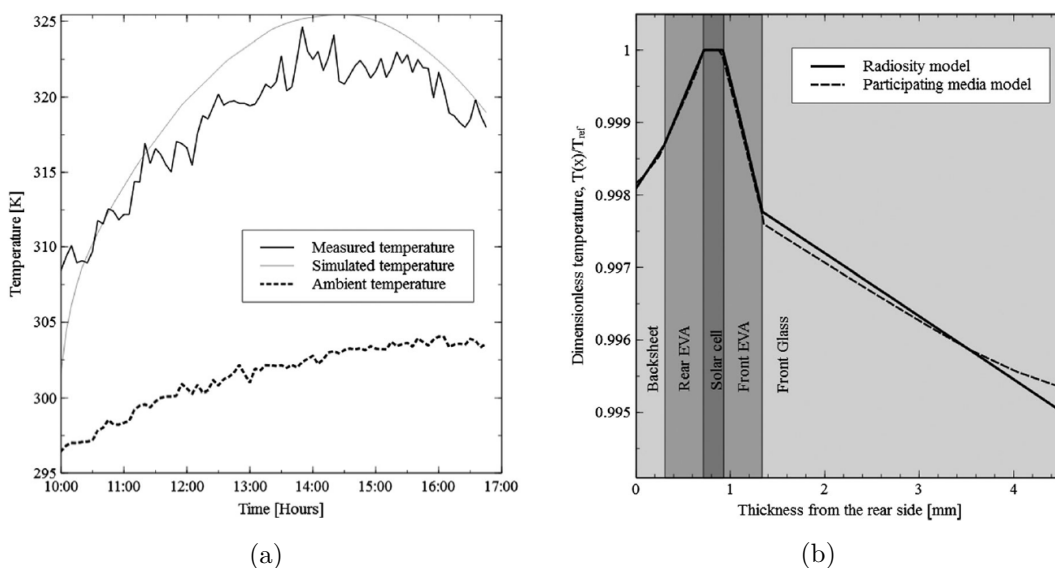 325
320
315
310
305
300
295
Temperature [K]
Measured temperature
Simulated temperature
Ambient temperature
10:00 11:00 12:00 13:00 14:00 15:00 16:00 17:00
Time [Hours]
(a)
1
0.999
0.998
0.997
0.996
0.995
Dimensionless temperature, T(x)/Tref
Radiosity model
Participating media model
Backsheet
Rear EVA
Solar cell
Front EVA
Front Glass
0 1 2 3 4
Thickness from the rear side [mm]
(b)